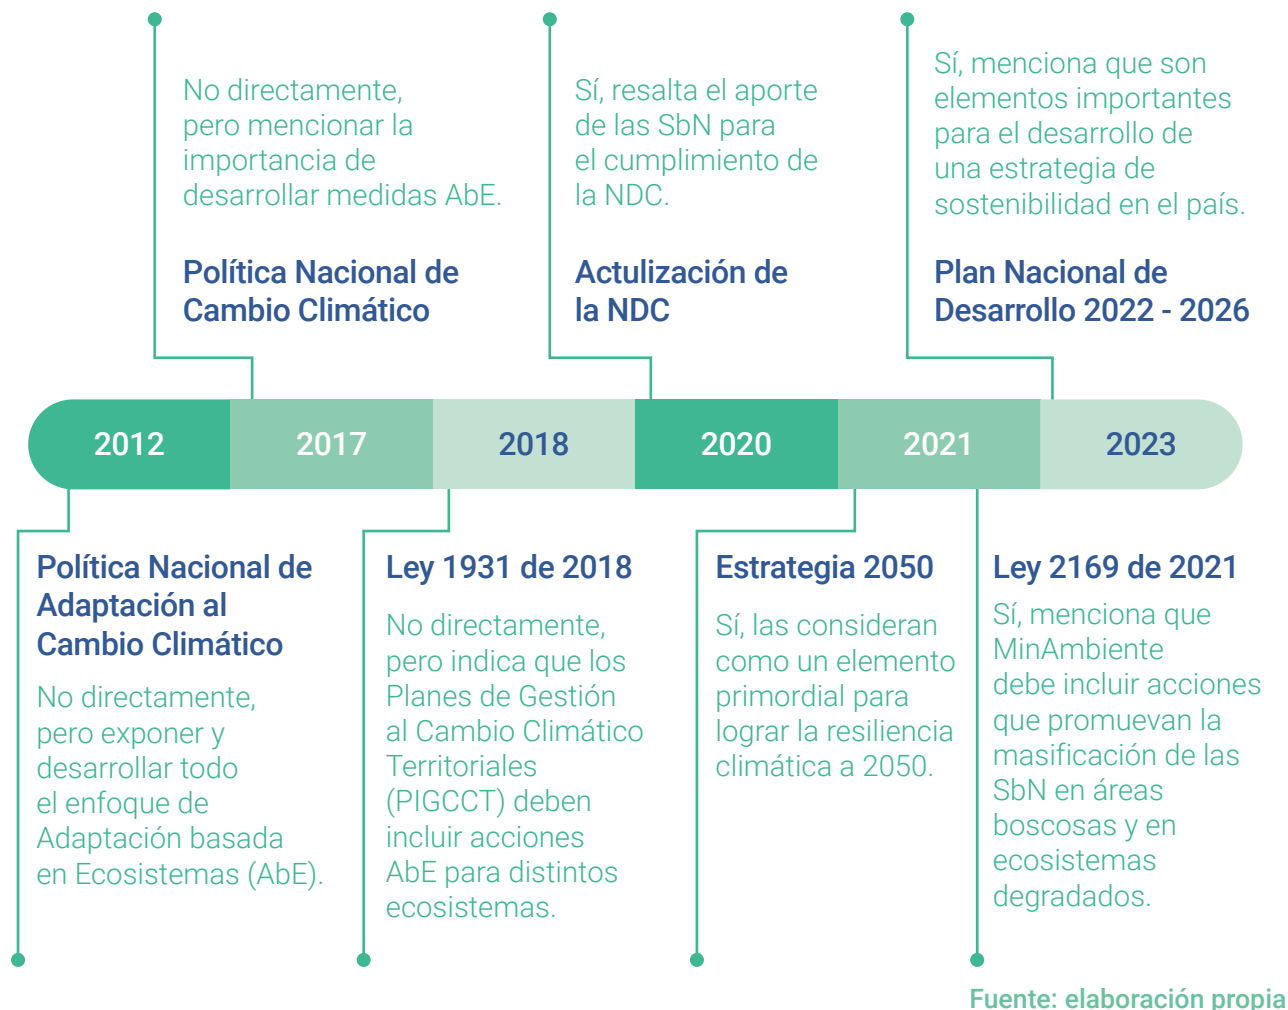 No directamente,
pero mencionar la
importancia de
desarrollar medidas AbE.
Política Nacional de
Cambio Climático
Sí, resalta el aporte
de las SbN para
el cumplimiento de
la NDC.
Actulización de
la NDC
Sí, menciona que son
elementos importantes
para el desarrollo de
una estrategia de
sostenibilidad en el país.
Plan Nacional de
Desarrollo 2022 - 2026
2012
2017
2018
2020
2021
2023
Política Nacional de
Adaptación al
Cambio Climático
No directamente,
pero exponer y
desarrollar todo
el enfoque de
Adaptación basada
en Ecosistemas (AbE).
Ley 1931 de 2018
No directamente,
pero indica que los
Planes de Gestión
al Cambio Climático
Territoriales
(PIGCCT) deben
incluir acciones
AbE para distintos
ecosistemas.
Estrategia 2050
Sí, las consideran
como un elemento
primordial para
lograr la resiliencia
climática a 2050.
Ley 2169 de 2021
Sí, menciona que
MinAmbiente
debe incluir acciones
que promuevan la
masificación de las
SbN en áreas
boscosas y en
ecosistemas
degradados.
Fuente: elaboración propia